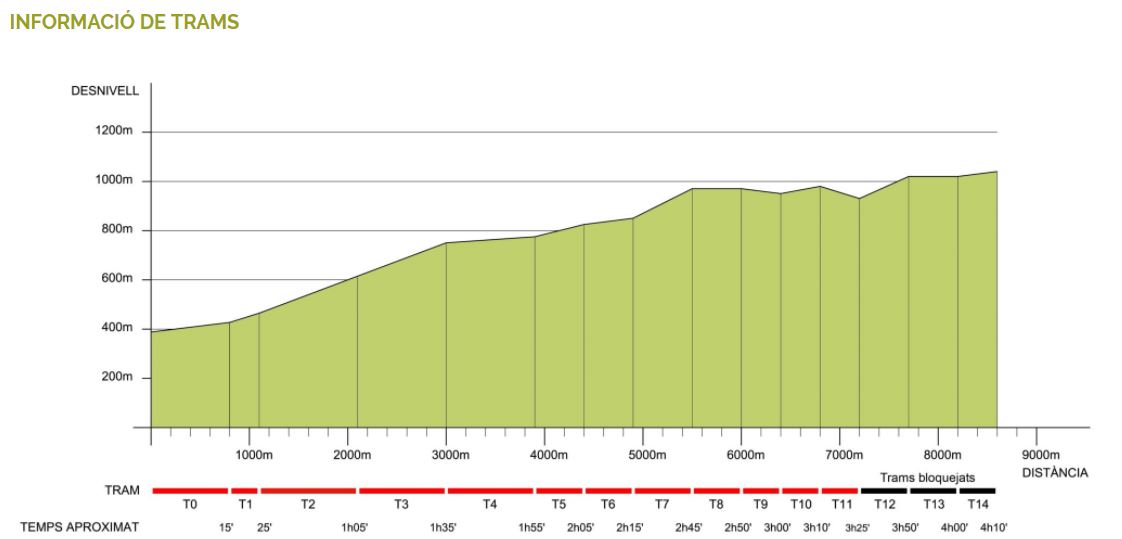 INFORMACIÓ DE TRAMS
DESNIVELL
1200m
1000m
800m
600m
400m
200m
1000m 2000m 3000m 4000m 5000m 6000m 7000m 8000m 9000m
DISTÀNCIA
Trams bloquejats
TRAM
T0 T1 T2 T3 T4 T5 T6 T7 T8 T9 T10 T11 T12 T13 T14
TEMPS APROXIMAT 15' 25' 1h05' 1h35' 1h55' 2h05' 2h15' 2h45' 2h50' 3h00' 3h10' 3h25' 3h50' 4h00' 4h10'